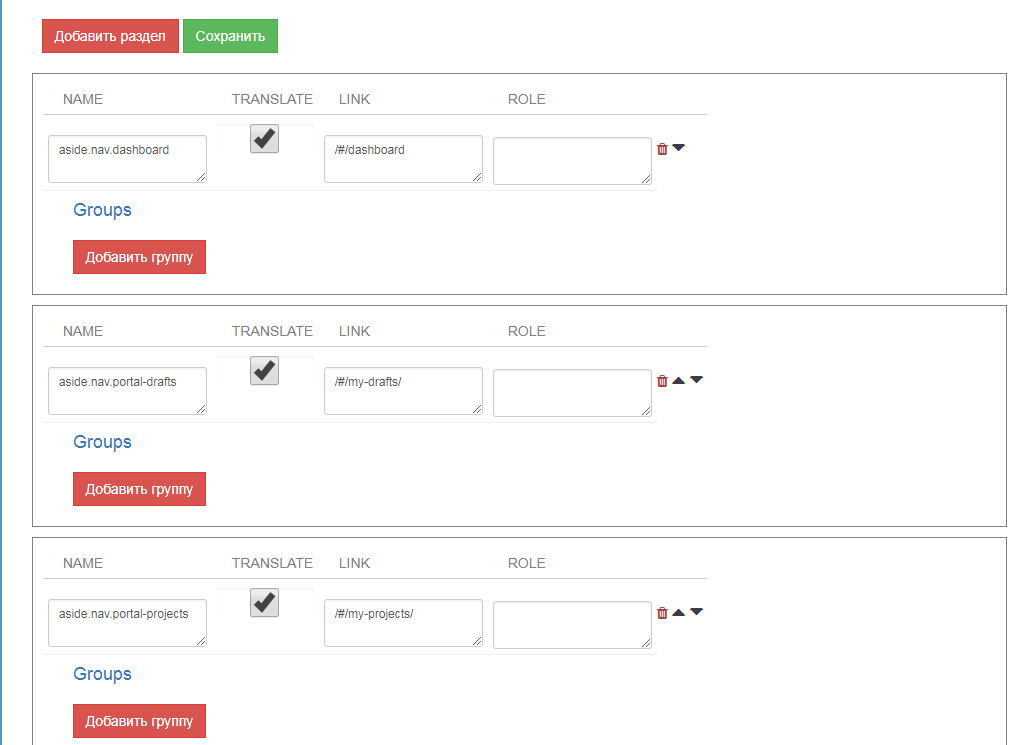 Добавить раздел Сохранить
NAME TRANSLATE LINK ROLE
aside.nav.dashboard /#/dashboard
Groups
Добавить группу
NAME TRANSLATE LINK ROLE
aside.nav.portal-drafts /#/my-drafts/
Groups
Добавить группу
NAME TRANSLATE LINK ROLE
aside.nav.portal-projects /#/my-projects/
Groups
Добавить группу